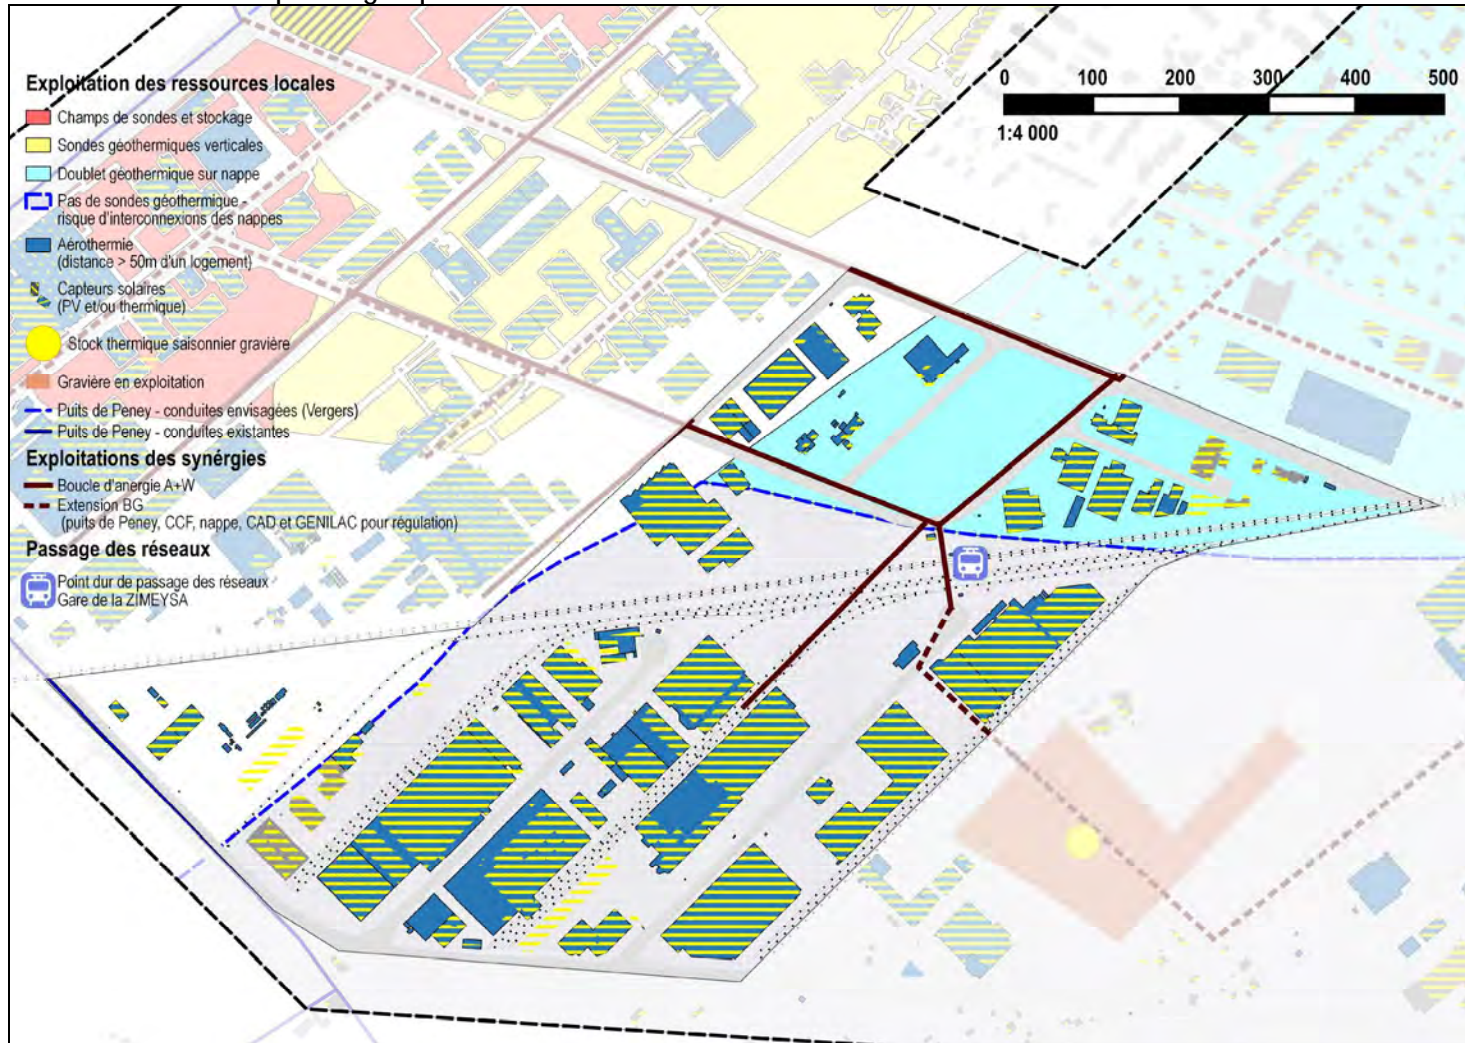 Exploitation des ressources locales
Champs de sondes et stockage
Sondes géothermiques verticales
Doublet géothermique sur nappe
Pas de sondes géothermique -
risque d'interconnexions des nappes
Aérothermie
(distance > 50m d'un logement)
Capteurs solaires
(PV et/ou thermique)
Stock thermique saisonnier gravière
Gravière en exploitation
Puits de Peney - conduites envisagées (Vergers)
Puits de Peney - conduites existantes
Exploitations des synérgies
Boucle d'anergie A+W
Extension BG
(puits de Peney, CCF, nappe, CAD et GENILAC pour régulation)
Passage des réseaux
Point dur de passage des réseaux
Gare de la ZIMEYSA
0 100 200 300 400 500
1:4 000